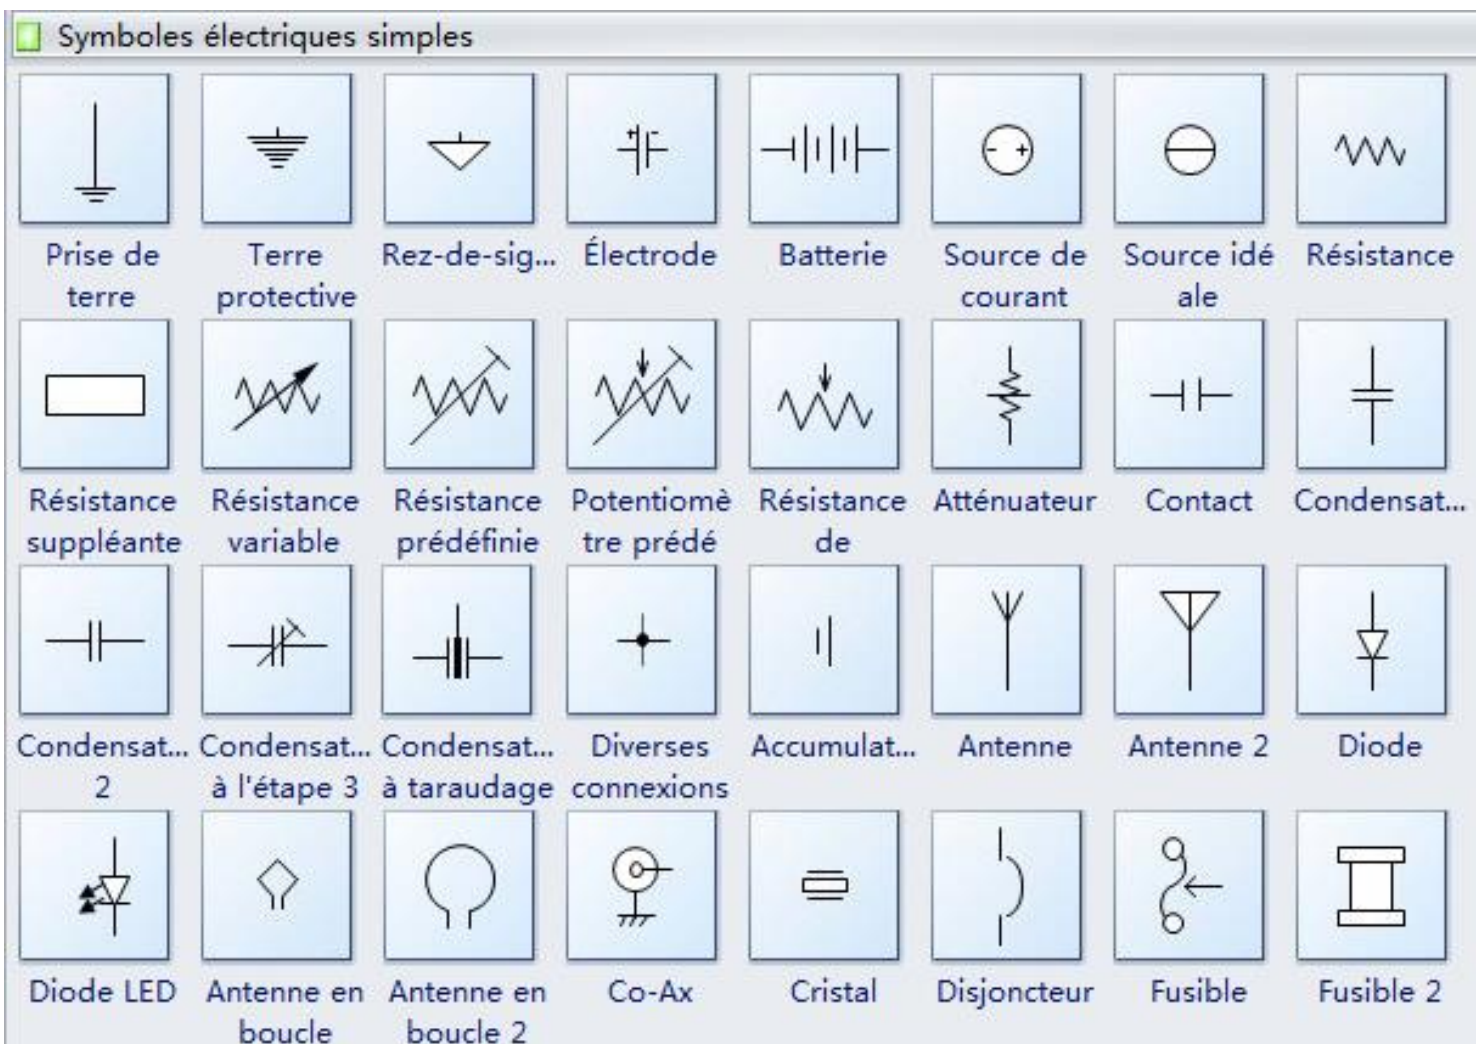 Symboles électriques simples
Prise de terre
Terre protective
Rez-de-sig...
Électrode
Batterie
Source de courant
Source idé ale
Résistance
Résistance suppléante
Résistance variable
Résistance prédéfinie
Potentiomè tre prédé
Résistance de
Atténuateur
Contact
Condensat...
Condensat... 2
Condensat... à l'étape 3
Condensat... à taraudage
Diverses connexions
Accumulat...
Antenne
Antenne 2
Diode
Diode LED
Antenne en boucle
Antenne en boucle 2
Co-Ax
Cristal
Disjoncteur
Fusible
Fusible 2